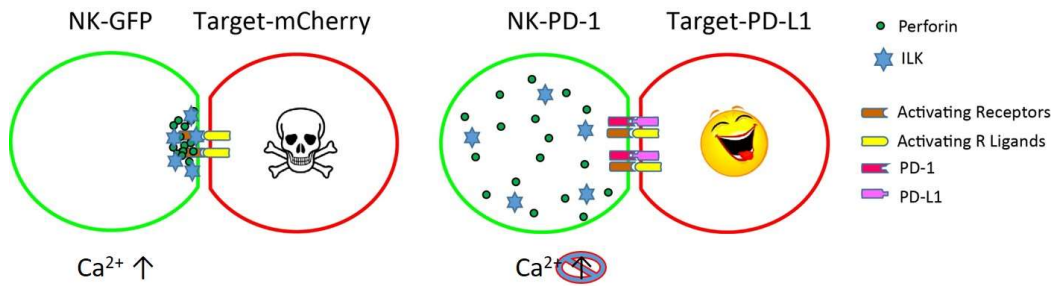 NK-GFP Target-mCherry
NK-PD-1 Target-PD-L1
Perforin
ILK
Activating Receptors
Activating R Ligands
PD-1
PD-L1
Ca²⁺ ↑
Ca²⁺ ↑